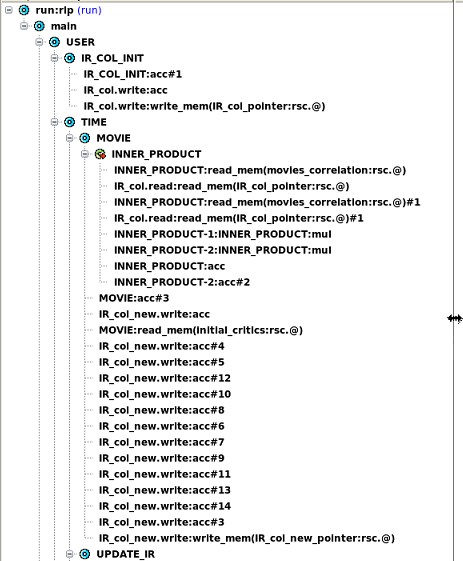 run:rlp (run)
main
USER
IR_COL_INIT
IR_COL_INIT:acc#1
IR_col.write:acc
IR_col.write:write_mem(IR_col_pointer:rsc.@)
TIME
MOVIE
INNER_PRODUCT
INNER_PRODUCT:read_mem(movies_correlation:rsc.@)
IR_col.read:read_mem(IR_col_pointer:rsc.@)
INNER_PRODUCT:read_mem(movies_correlation:rsc.@)#1
IR_col.read:read_mem(IR_col_pointer:rsc.@)#1
INNER_PRODUCT-1:INNER_PRODUCT:mul
INNER_PRODUCT-2:INNER_PRODUCT:mul
INNER_PRODUCT:acc
INNER_PRODUCT-2:acc#2
MOVIE:acc#3
IR_col_new.write:acc
MOVIE:read_mem(initial_critics:rsc.@)
IR_col_new.write:acc#4
IR_col_new.write:acc#5
IR_col_new.write:acc#12
IR_col_new.write:acc#10
IR_col_new.write:acc#8
IR_col_new.write:acc#6
IR_col_new.write:acc#7
IR_col_new.write:acc#9
IR_col_new.write:acc#11
IR_col_new.write:acc#13
IR_col_new.write:acc#14
IR_col_new.write:acc#3
IR_col_new.write:write_mem(IR_col_new_pointer:rsc.@)
UPDATE_IR